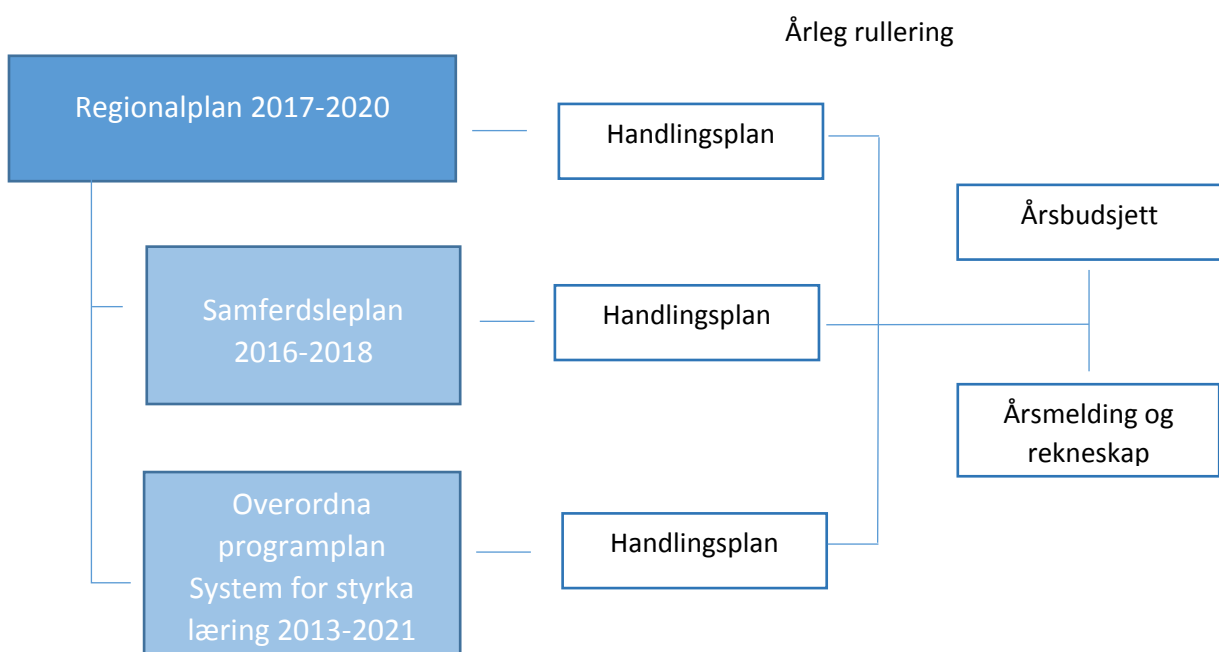 Årleg rullering
Regionalplan 2017-2020
Handlingsplan
Årsbudsjett
Samferdsleplan
2016-2018
Handlingsplan
Årsmelding og
rekneskap
Overordna
programplan
System for styrka
læring 2013-2021
Handlingsplan